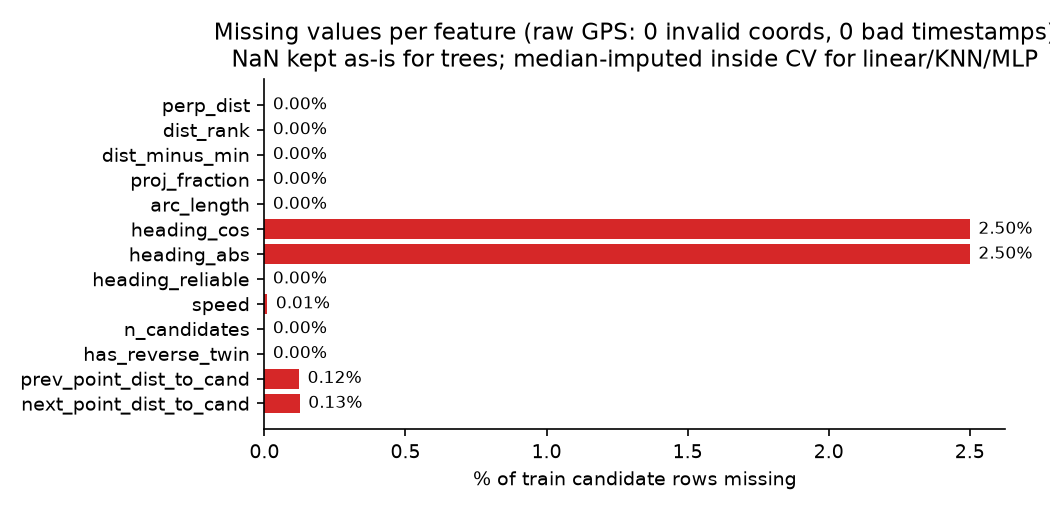 Missing values per feature (raw GPS: 0 invalid coords, 0 bad timestamps)
NaN kept as-is for trees; median-imputed inside CV for linear/KNN/MLP
perp_dist 0.00%
dist_rank 0.00%
dist_minus_min 0.00%
proj_fraction 0.00%
arc_length 0.00%
heading_cos 2.50%
heading_abs 2.50%
heading_reliable 0.00%
speed 0.01%
n_candidates 0.00%
has_reverse_twin 0.00%
prev_point_dist_to_cand 0.12%
next_point_dist_to_cand 0.13%
0.0 0.5 1.0 1.5 2.0 2.5
% of train candidate rows missing